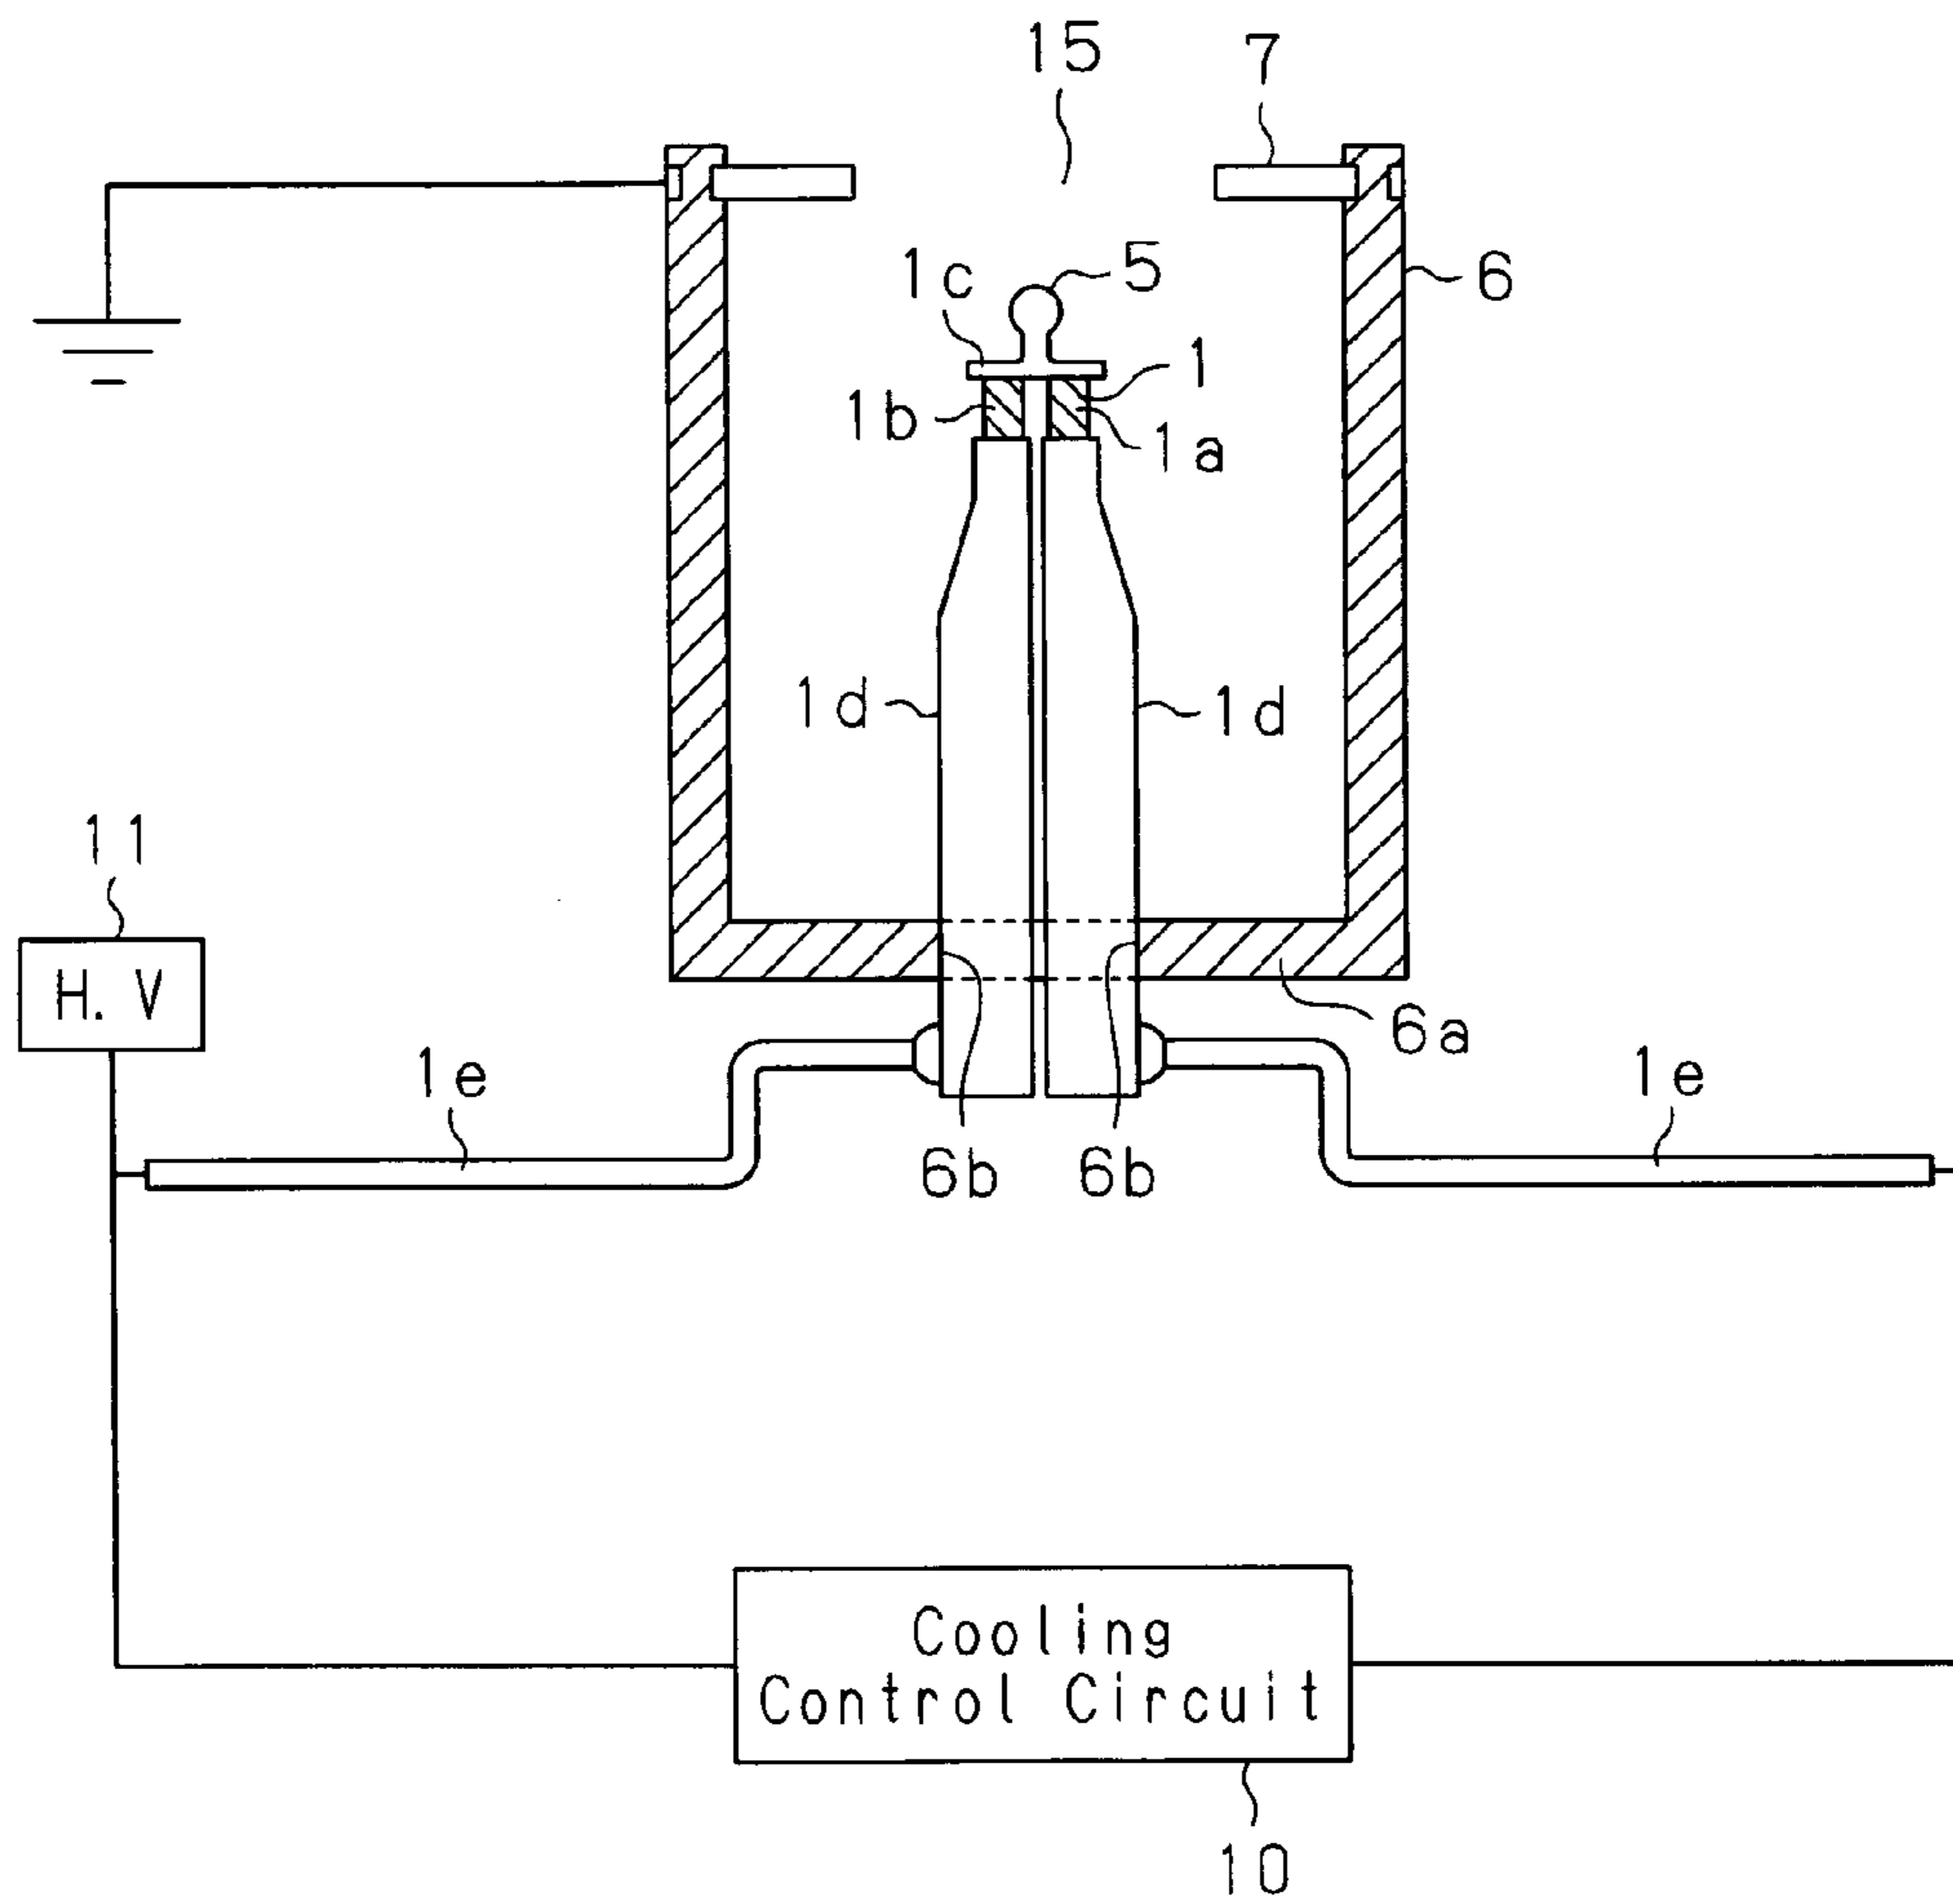 15
7
5
1c
6
1
1b
1a
1d
1d
11
H. V
6a
1e
1e
6b
6b
Cooling
Control Circuit
10